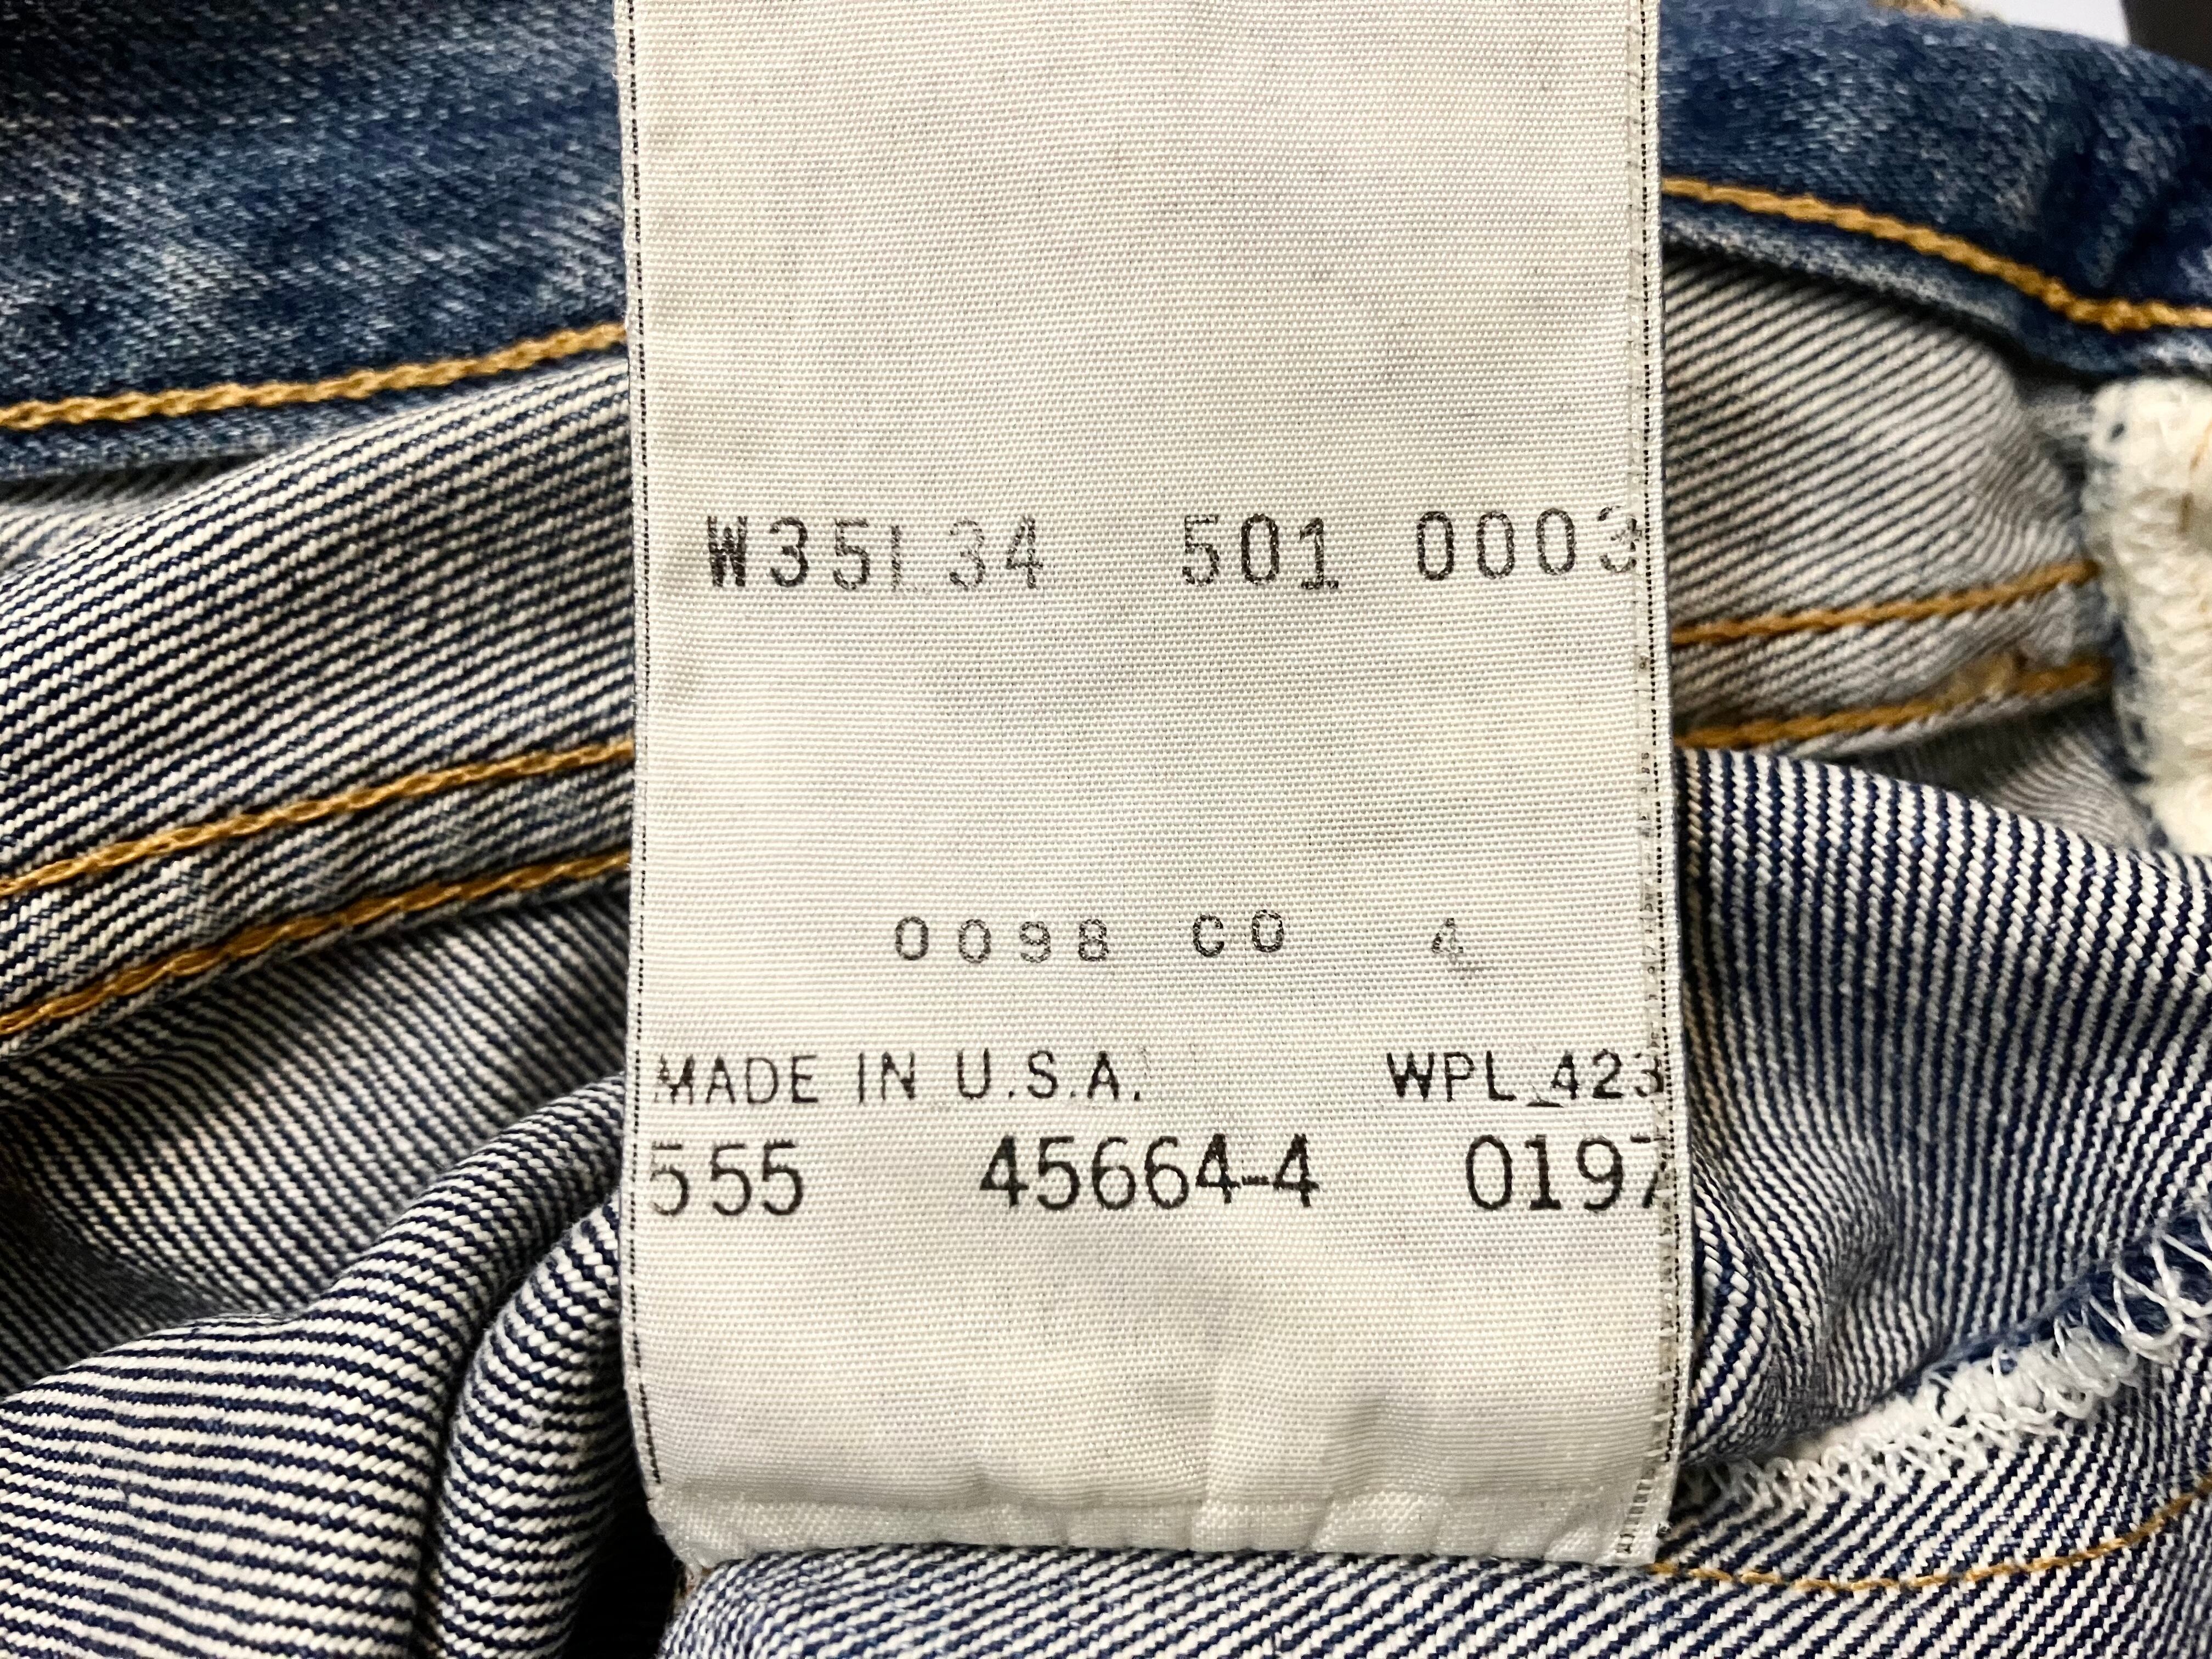 W35L34 501 0003
0098 CO 4
MADE IN U.S.A. WPL 423
555 45664-4 0197